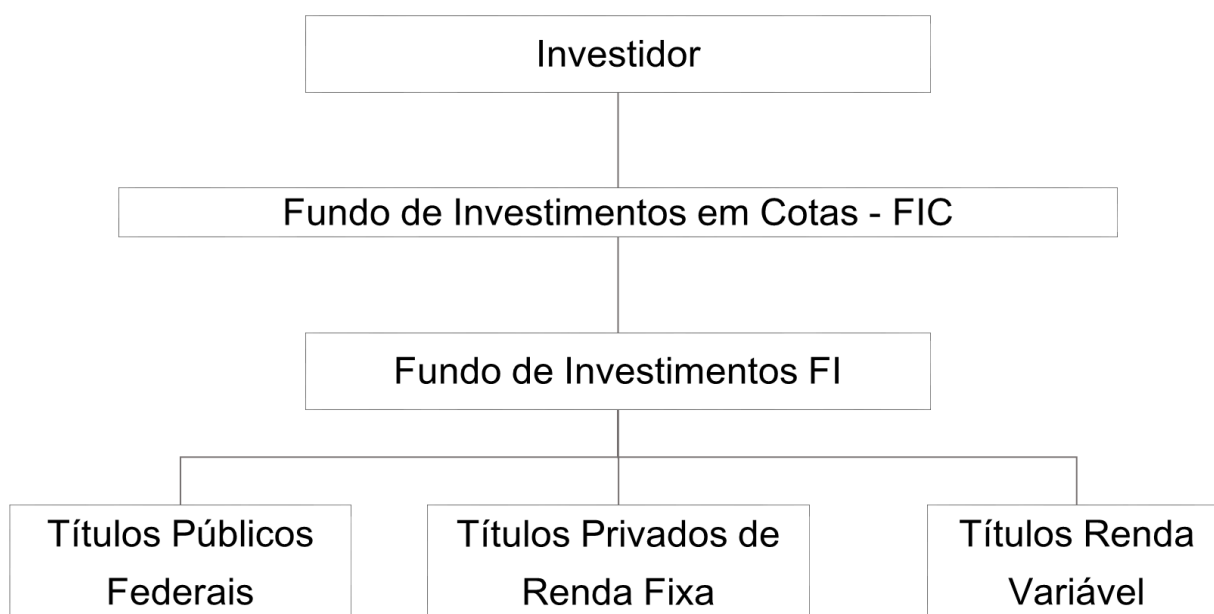 Investidor
Fundo de Investimentos em Cotas - FIC
Fundo de Investimentos FI
Títulos Públicos
Federais
Títulos Privados de
Renda Fixa
Títulos Renda
Variável